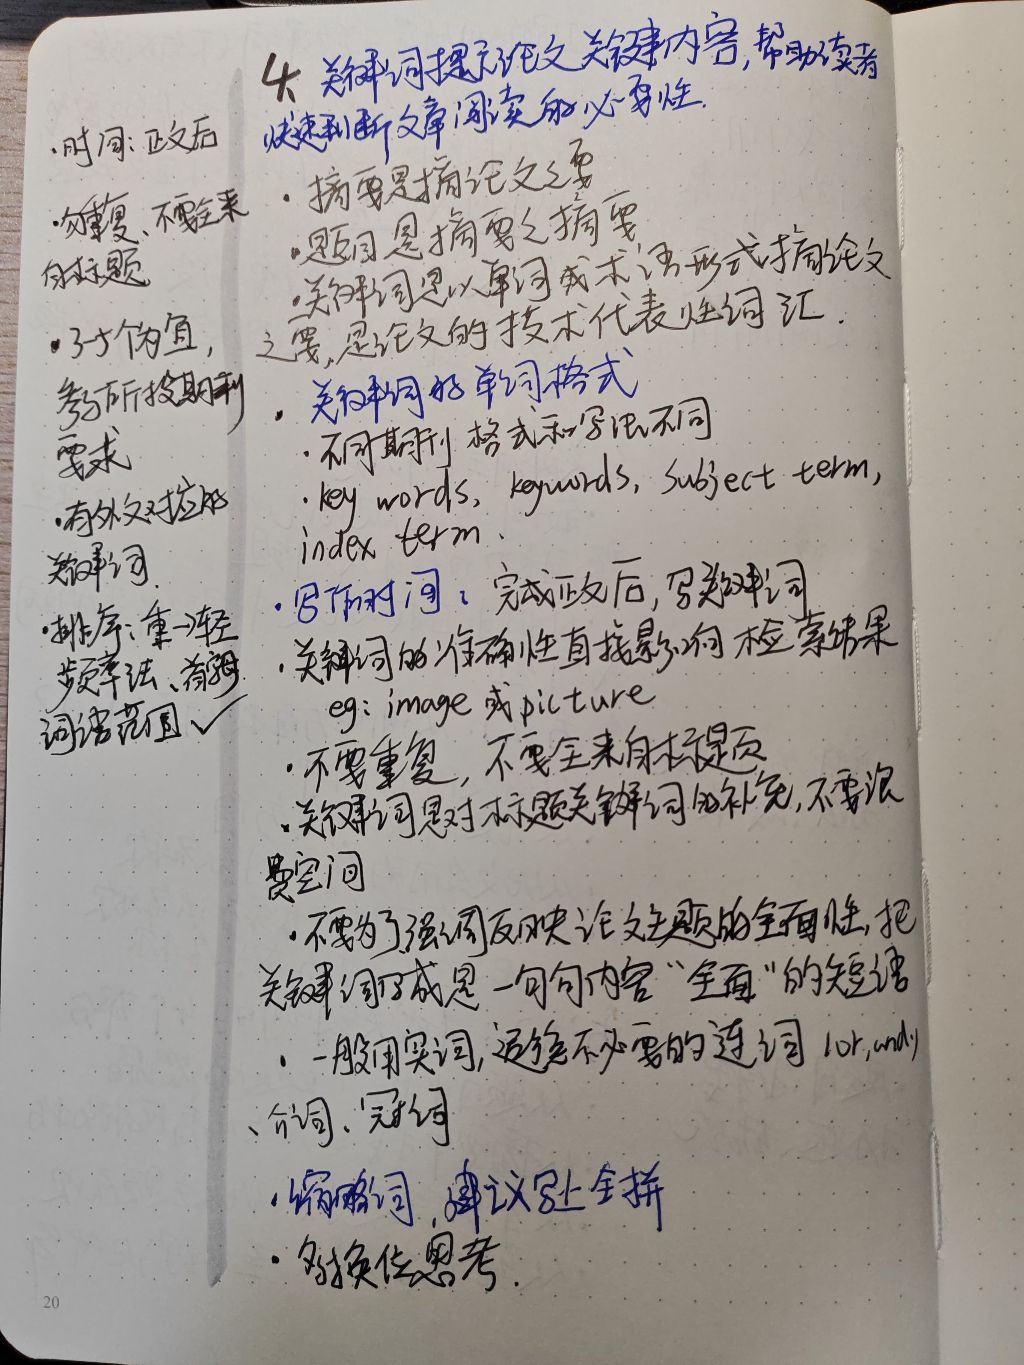 4 关键词提示论文关键内容，帮助读者
快速判断文章阅读的必要性.
·摘要是摘论文之要
·题目是摘要之摘要
·关键词是以单词或术语形式摘论文
之要，是论文的技术代表性词汇.
·关键词的单词格式
·不同期刊格式和写法不同
·key words, keywords, subject term,
index term.
·写作时间：完成正文后，写关键词
·关键词的准确性直接影响检索结果
eg: image 或 picture
·不要重复，不要全来自标题页
·关键词是对标题关键词的补充，不要浪
费空间
·不要为了强调反映论文主题的全面性，把
关键词写成是一句句内容“全面”的短语
·一般用实词，避免不必要的连词(or, and)
、介词、冠词
·缩略词，建议写上全拼
·多换位思考.
·时间：正文后
·勿重复、不要全来
自标题
·3-5个为宜，
参考所投期刊
要求
·有外文对应的
关键词.
·排序：重→轻
频率法、首字母
词语范围 ✓
20